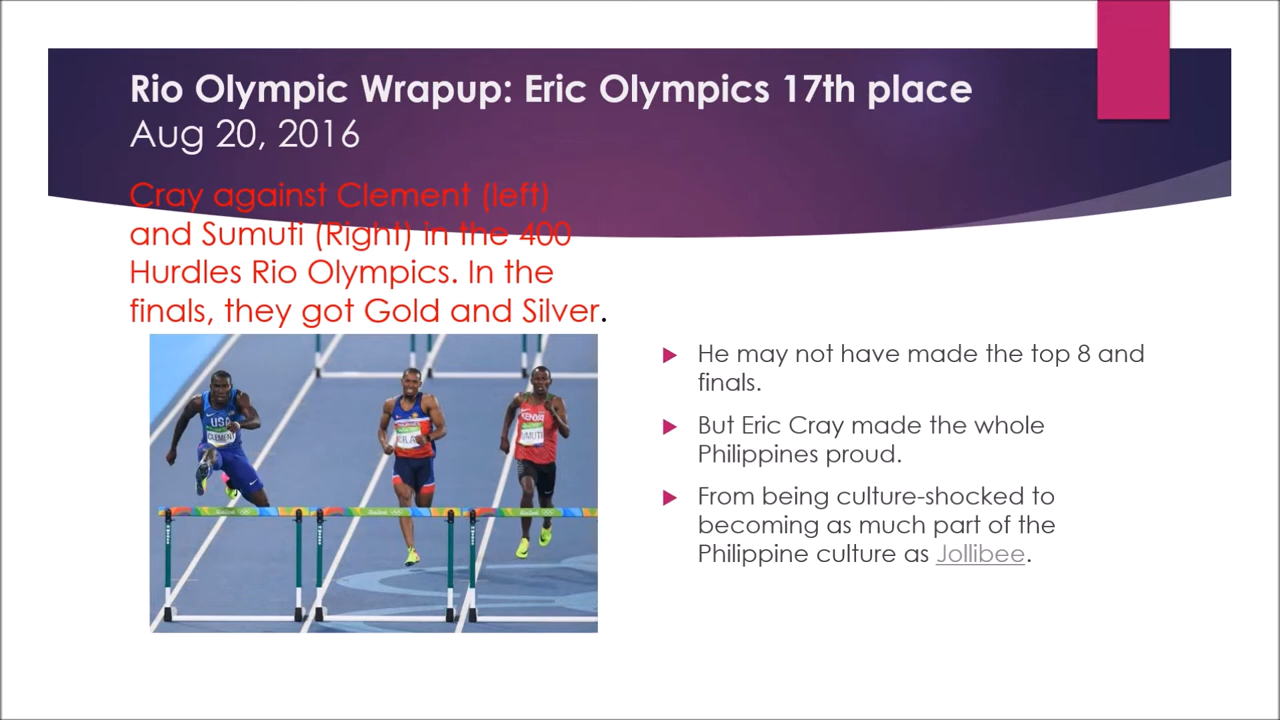 Rio Olympic Wrapup: Eric Olympics 17th place
Aug 20, 2016
Cray against Clement (left)
and Sumuti (Right) in the 400
Hurdles Rio Olympics. In the
finals, they got Gold and Silver.
He may not have made the top 8 and
finals.
But Eric Cray made the whole
Philippines proud.
From being culture-shocked to
becoming as much part of the
Philippine culture as Jollibee.
USA
CLEMENT
KENYA